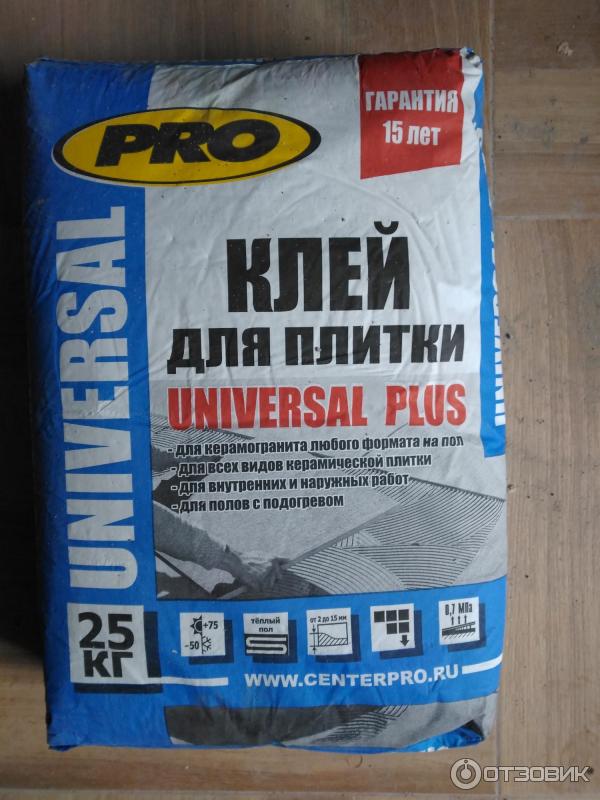 PRO
ГАРАНТИЯ
15 лет
UNIVERSAL
КЛЕЙ
ДЛЯ ПЛИТКИ
UNIVERSAL PLUS
- для керамогранита любого формата на пол
- для всех видов керамической плитки
- для внутренних и наружных работ
- для полов с подогревом
25
КГ
+75
-50
тёплый
пол
от 2 до 15 мм
0,7 МПа
WWW.CENTERPRO.RU
UNIVERSAL
ОТЗОВИК